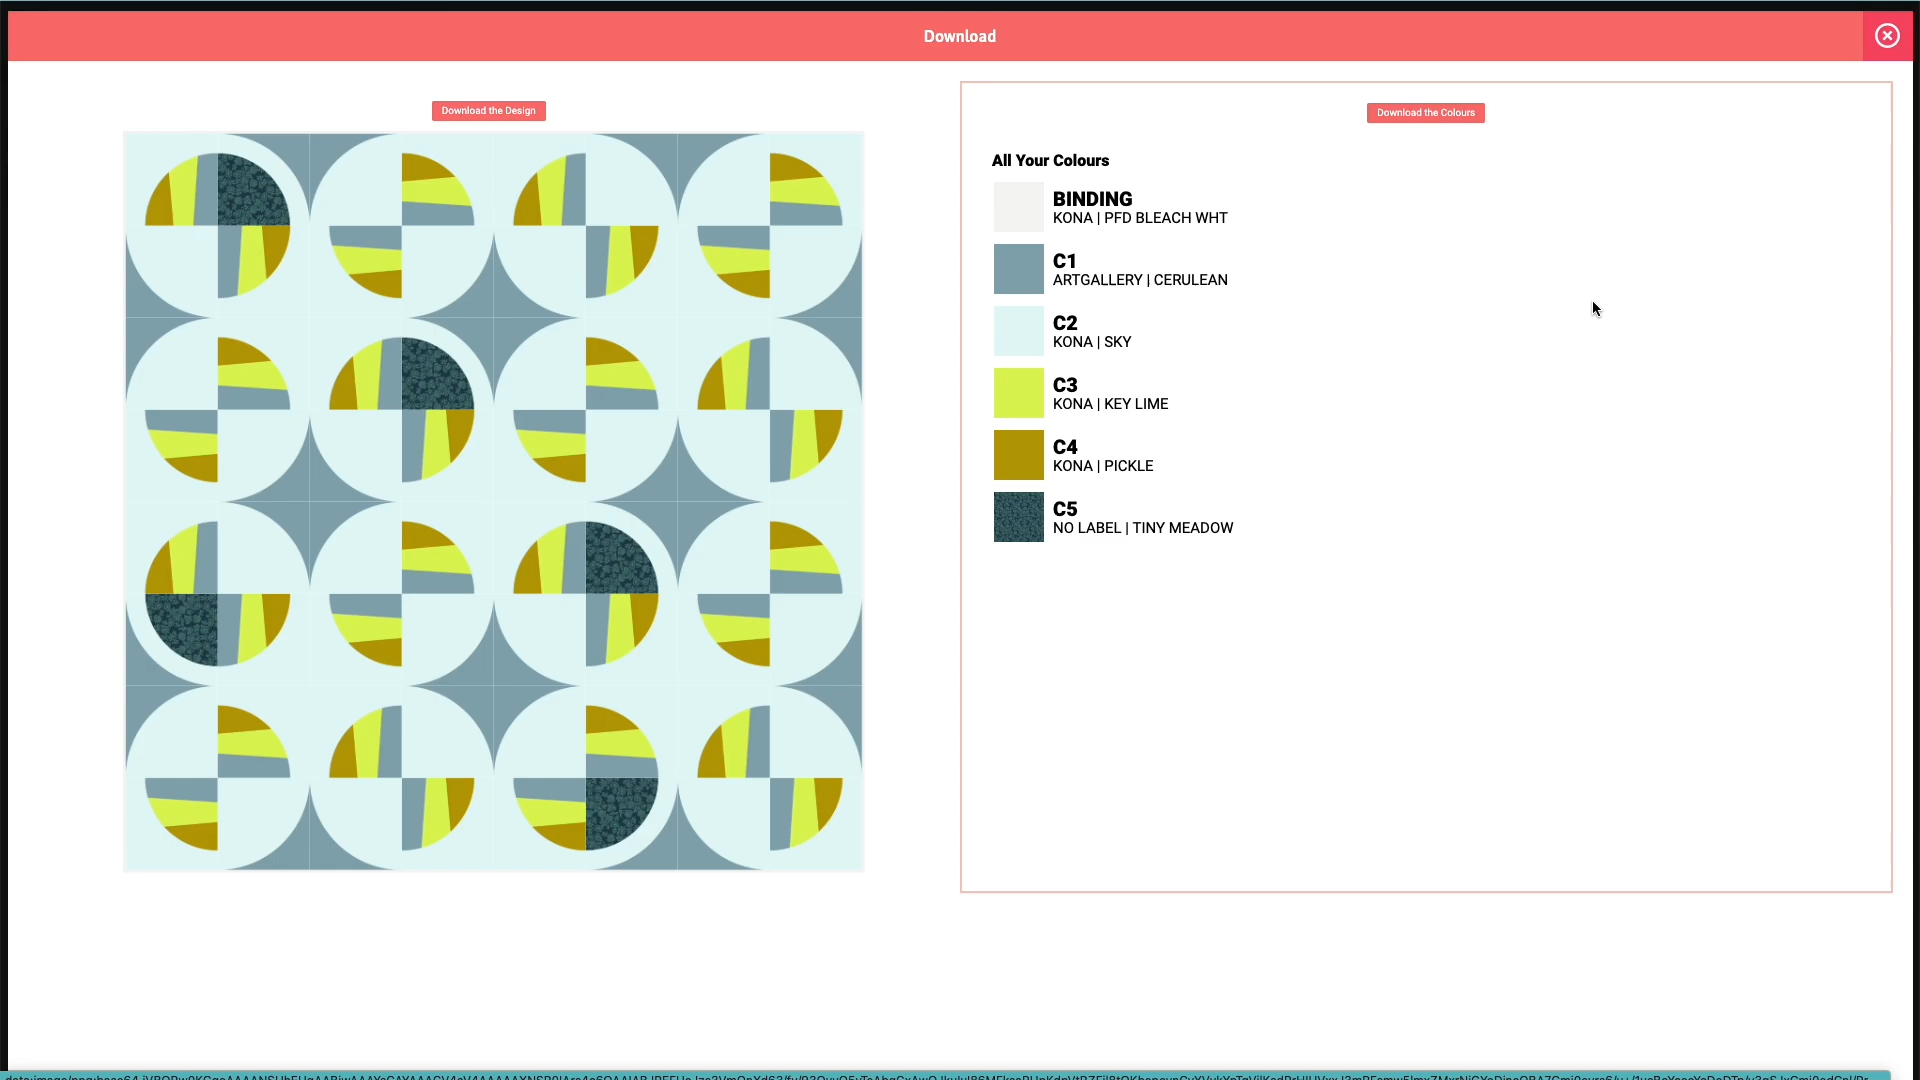 Download
Download the Design
Download the Colours
All Your Colours
BINDING
KONA | PFD BLEACH WHT
C1
ARTGALLERY | CERULEAN
C2
KONA | SKY
C3
KONA | KEY LIME
C4
KONA | PICKLE
C5
NO LABEL | TINY MEADOW